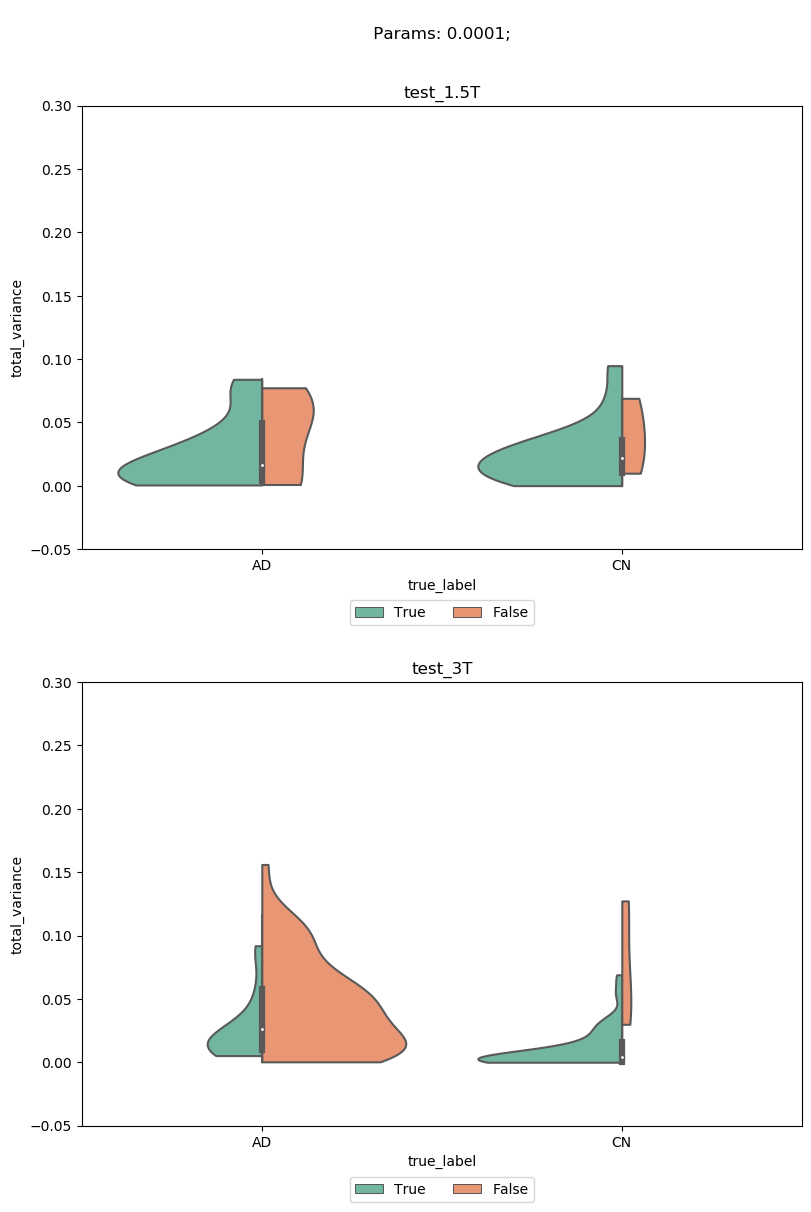 Params: 0.0001;
test_1.5T
0.30
0.25
0.20
0.15
0.10
0.05
0.00
−0.05
total_variance
AD CN
true_label
True False
test_3T
0.30
0.25
0.20
0.15
0.10
0.05
0.00
−0.05
total_variance
AD CN
true_label
True False